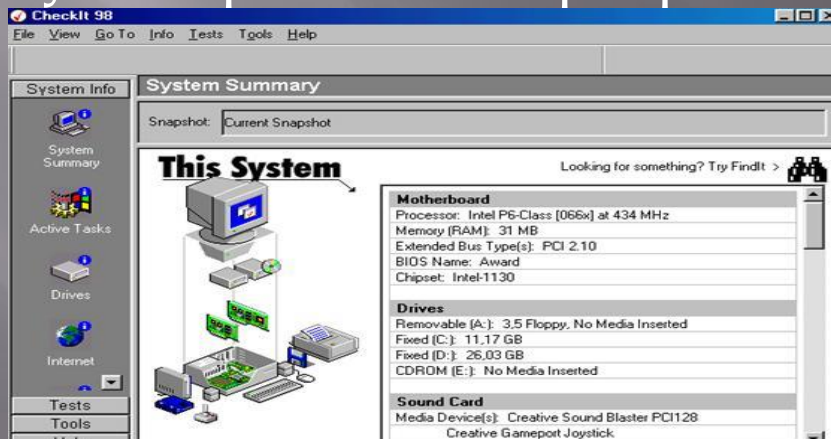 CheckIt 98
File View Go To Info Tests Tools Help
System Info
System Summary
Snapshot: Current Snapshot
System
Summary
Active Tasks
Drives
Internet
Tests
Tools
This System
Looking for something? Try FindIt >
Motherboard
Processor: Intel P6-Class [066x] at 434 MHz
Memory (RAM): 31 MB
Extended Bus Type(s): PCI 2.10
BIOS Name: Award
Chipset: Intel-1130
Drives
Removable (A:): 3,5 Floppy, No Media Inserted
Fixed (C:): 11,17 GB
Fixed (D:): 26,03 GB
CDROM (E:): No Media Inserted
Sound Card
Media Device(s): Creative Sound Blaster PCI128
Creative Gameport Joystick